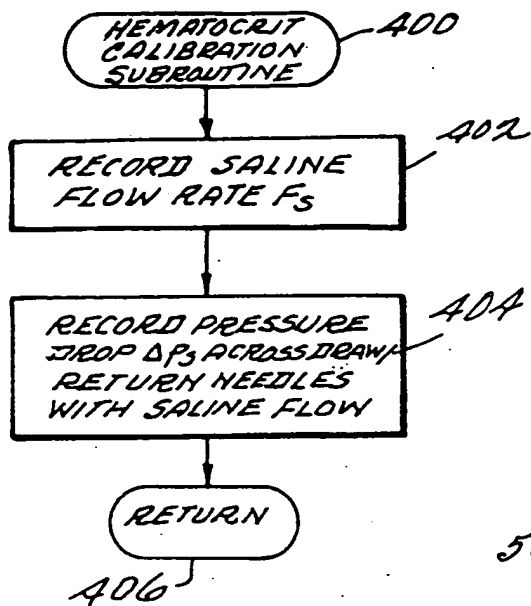 HEMATOCRIT
CALIBRATION
SUBROUTINE
400
RECORD SALINE
FLOW RATE Fs
402
RECORD PRESSURE
DROP ΔPs ACROSS DRAW/
RETURN NEEDLES
WITH SALINE FLOW
404
RETURN
406